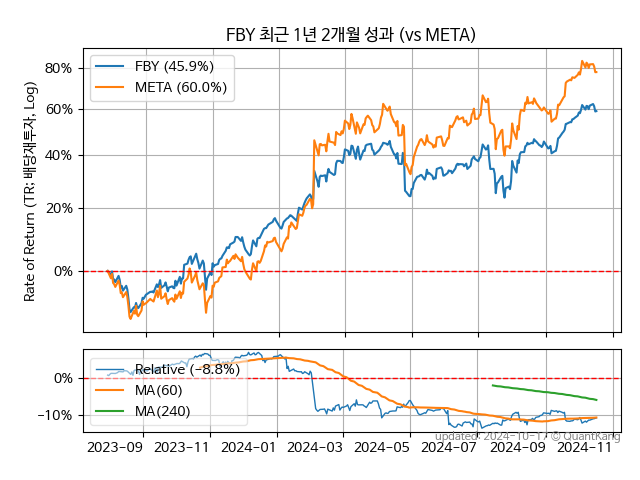 FBY 최근 1년 2개월 성과 (vs META)
Rate of Return (TR: 배당재투자, Log)
80%
60%
40%
20%
0%
FBY (45.9%)
META (60.0%)
0%
−10%
Relative (−8.8%)
MA(60)
MA(240)
updated: 2024-10-17 © QuantKang
2023−09 2023−11 2024−01 2024−03 2024−05 2024−07 2024−09 2024−11